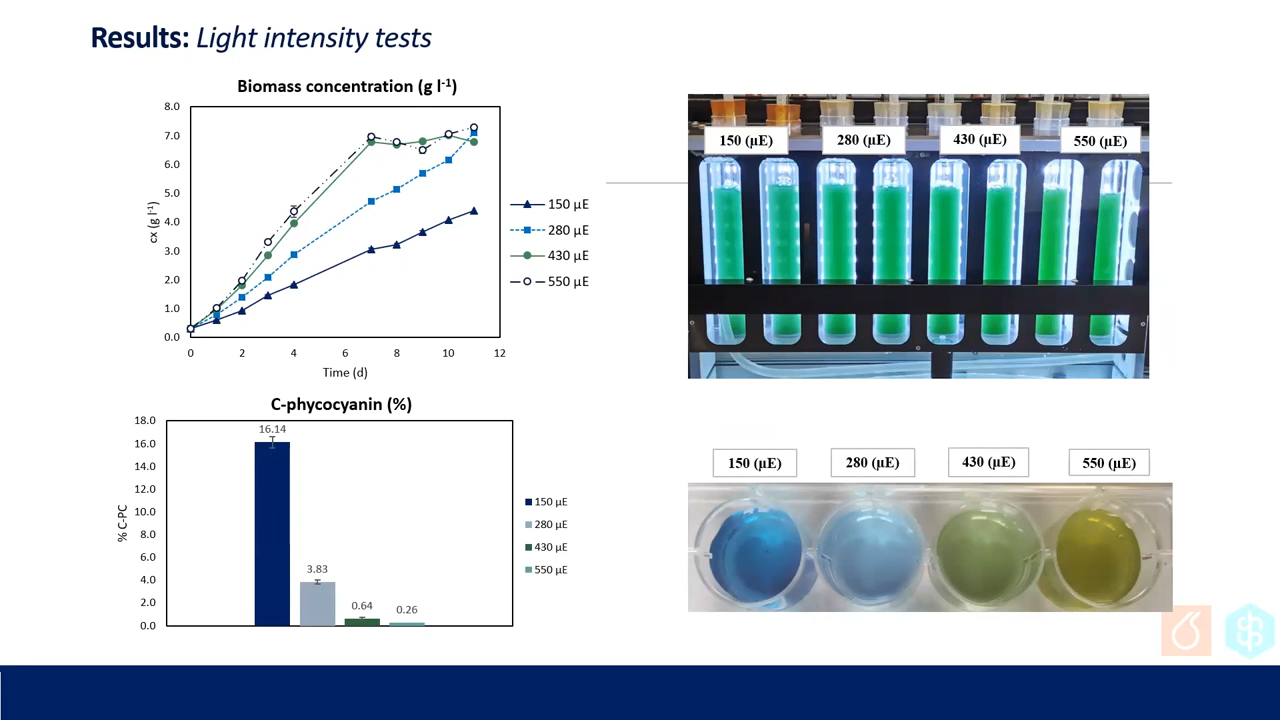 Results: Light intensity tests
Biomass concentration (g l-1)
8.0
7.0
6.0
5.0
4.0
3.0
2.0
1.0
0.0
cx (g l-1)
0 2 4 6 8 10 12
Time (d)
150 µE
280 µE
430 µE
550 µE
C-phycocyanin (%)
18.0
16.0
14.0
12.0
10.0
8.0
6.0
4.0
2.0
0.0
% C-PC
16.14
3.83
0.64
0.26
150 µE
280 µE
430 µE
550 µE
150 (µE) 280 (µE) 430 (µE) 550 (µE)
150 (µE) 280 (µE) 430 (µE) 550 (µE)